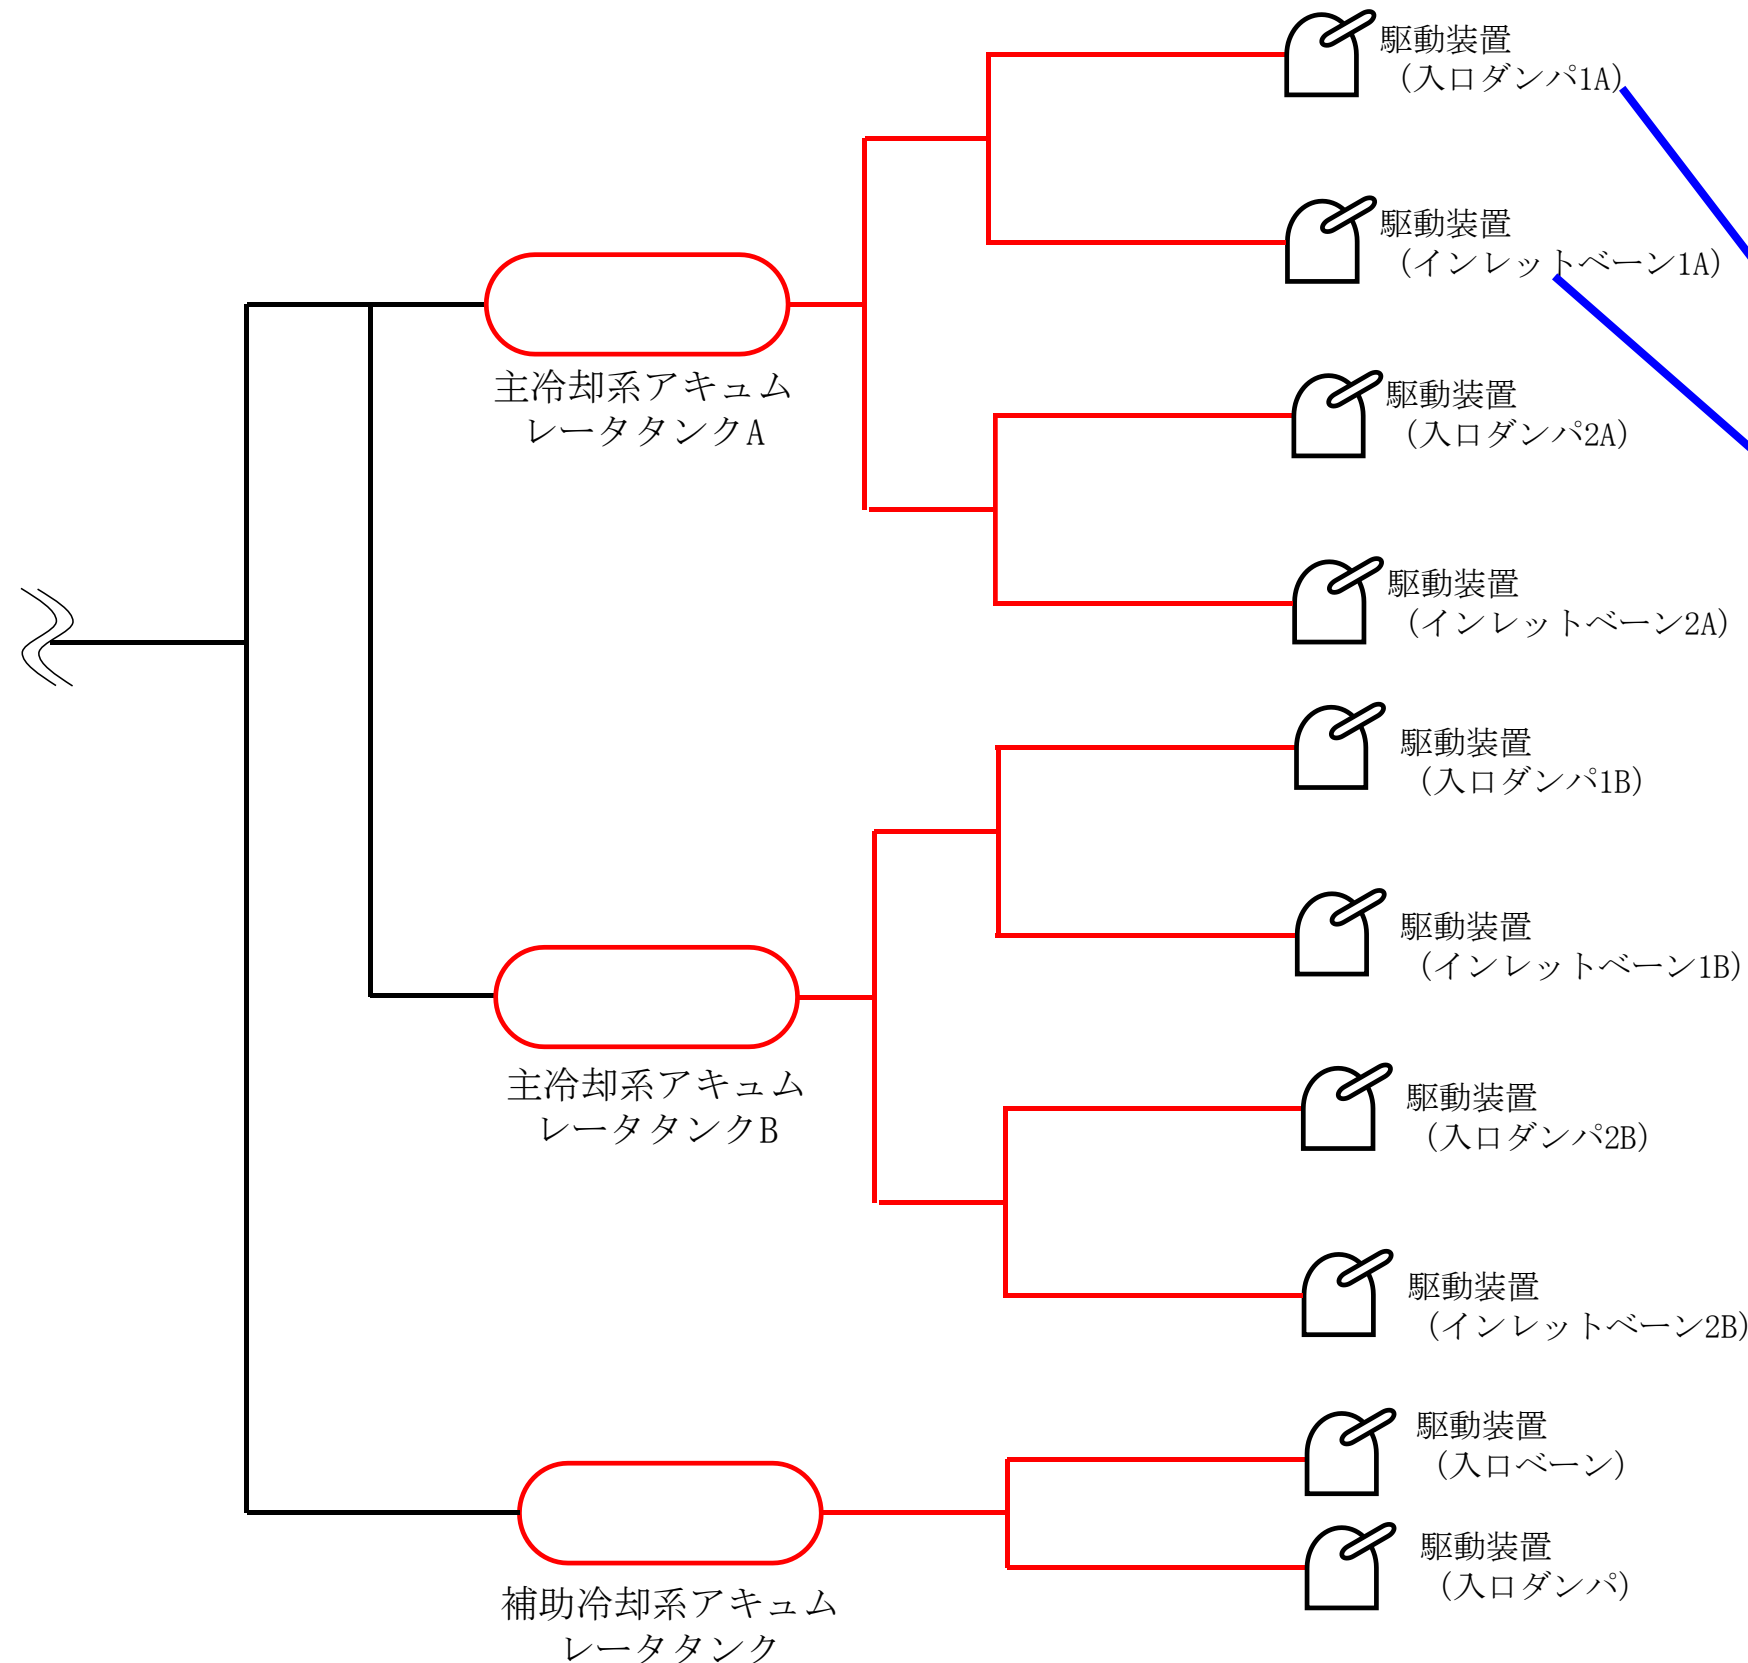 駆動装置
(入口ダンパ1A)
駆動装置
(インレットベーン1A)
主冷却系アキュム
レータタンクA
駆動装置
(入口ダンパ2A)
駆動装置
(インレットベーン2A)
駆動装置
(入口ダンパ1B)
駆動装置
(インレットベーン1B)
主冷却系アキュム
レータタンクB
駆動装置
(入口ダンパ2B)
駆動装置
(インレットベーン2B)
駆動装置
(入口ベーン)
駆動装置
(入口ダンパ)
補助冷却系アキュム
レータタンク